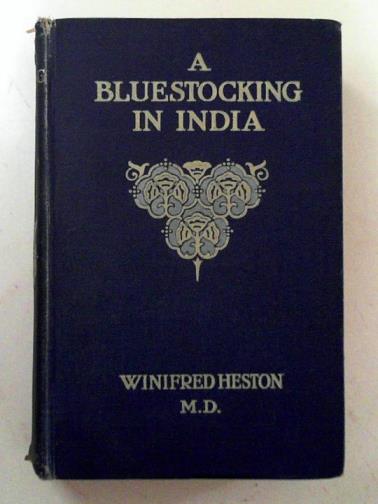 A
BLUESTOCKING
IN INDIA
WINIFRED HESTON
M.D.